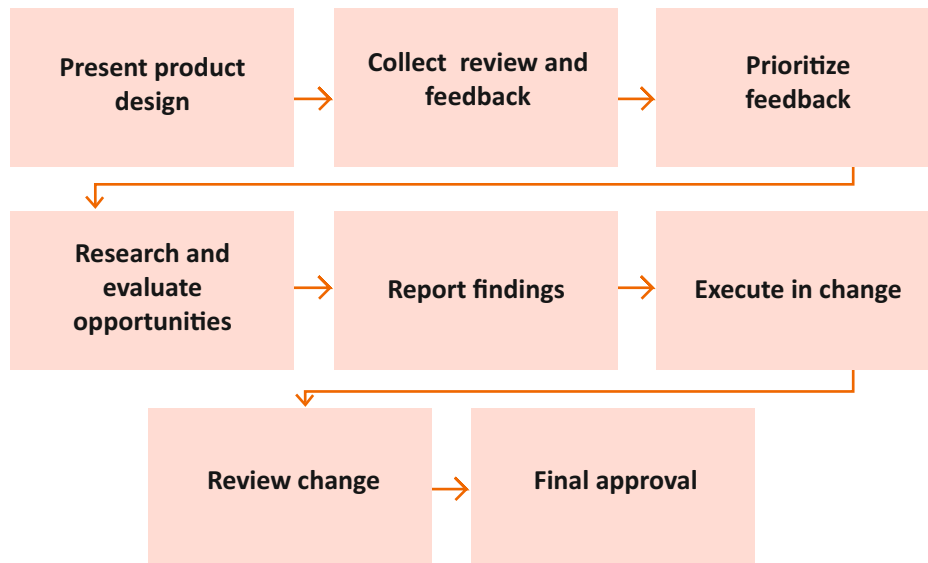 Present product
design
Collect review and
feedback
Prioritize
feedback
Research and
evaluate
opportunities
Report findings
Execute in change
Review change
Final approval